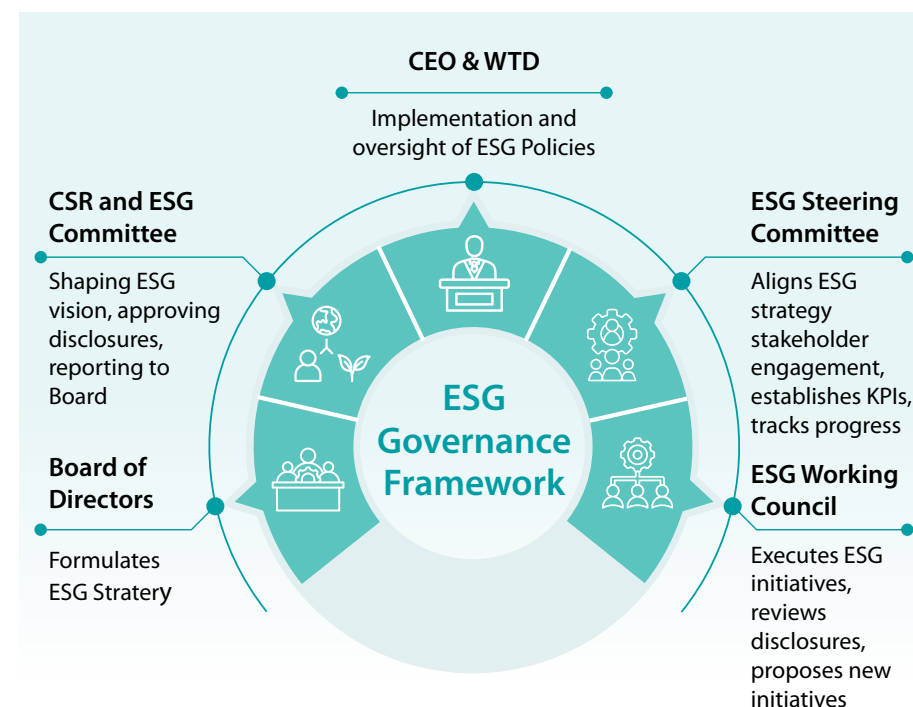 CEO & WTD
Implementation and
oversight of ESG Policies
CSR and ESG
Committee
Shaping ESG
vision, approving
disclosures,
reporting to
Board
Board of
Directors
Formulates
ESG Stratery
ESG
Governance
Framework
ESG Steering
Committee
Aligns ESG
strategy
stakeholder
engagement,
establishes KPIs,
tracks progress
ESG Working
Council
Executes ESG
initiatives,
reviews
disclosures,
proposes new
initiatives